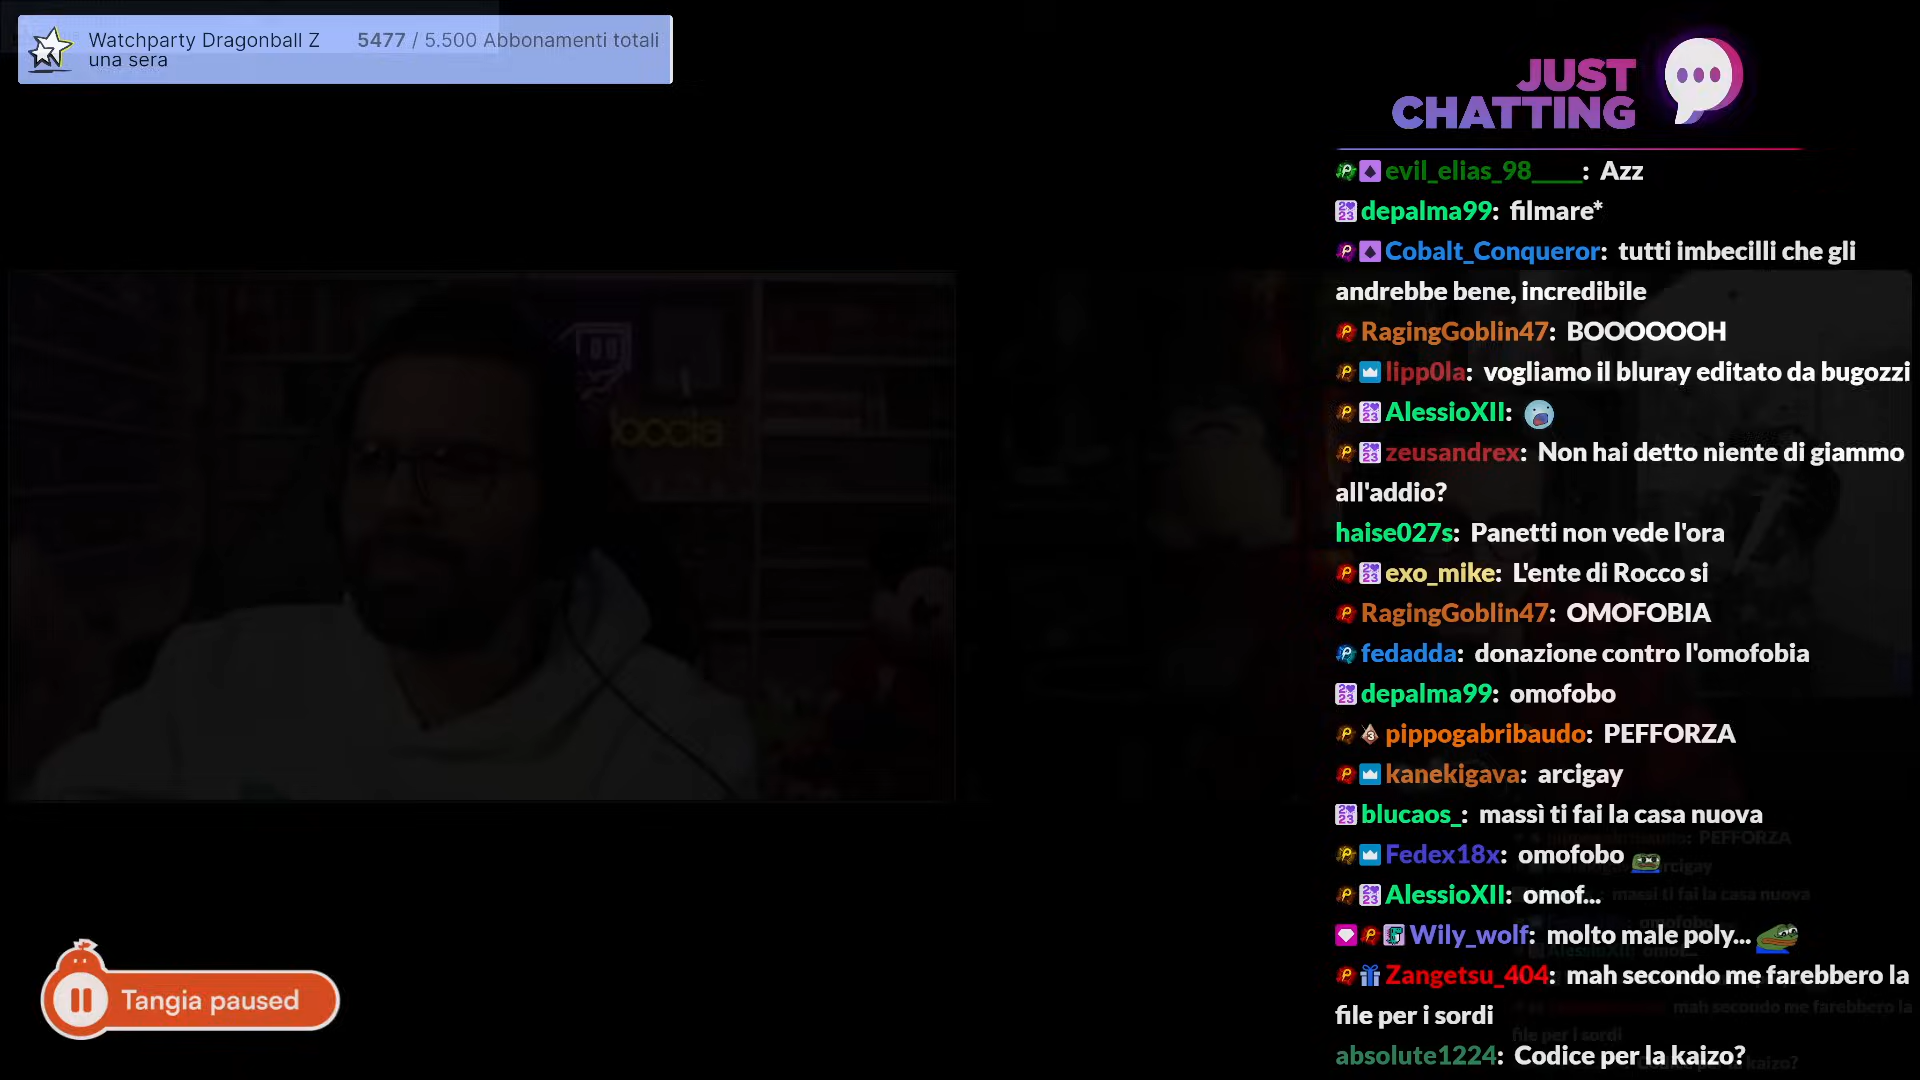 Watchparty Dragonball Z 5477 / 5.500 Abbonamenti totali
una sera
JUST
CHATTING
evil_elias_98____: Azz
depalma99: filmare*
Cobalt_Conqueror: tutti imbecilli che gli
andrebbe bene, incredibile
RagingGoblin47: BOOOOOOH
lipp0la: vogliamo il bluray editato da bugozzi
AlessioXII:
zeusandrex: Non hai detto niente di giammo
all'addio?
haise027s: Panetti non vede l'ora
exo_mike: L'ente di Rocco si
RagingGoblin47: OMOFOBIA
fedadda: donazione contro l'omofobia
depalma99: omofobo
pippogabribaudo: PEFFORZA
kanekigava: arcigay
blucaos_: massì ti fai la casa nuova
Fedex18x: omofobo
AlessioXII: omof...
Wily_wolf: molto male poly...
Zangetsu_404: mah secondo me farebbero la
file per i sordi
absolute1224: Codice per la kaizo?
Tangia paused